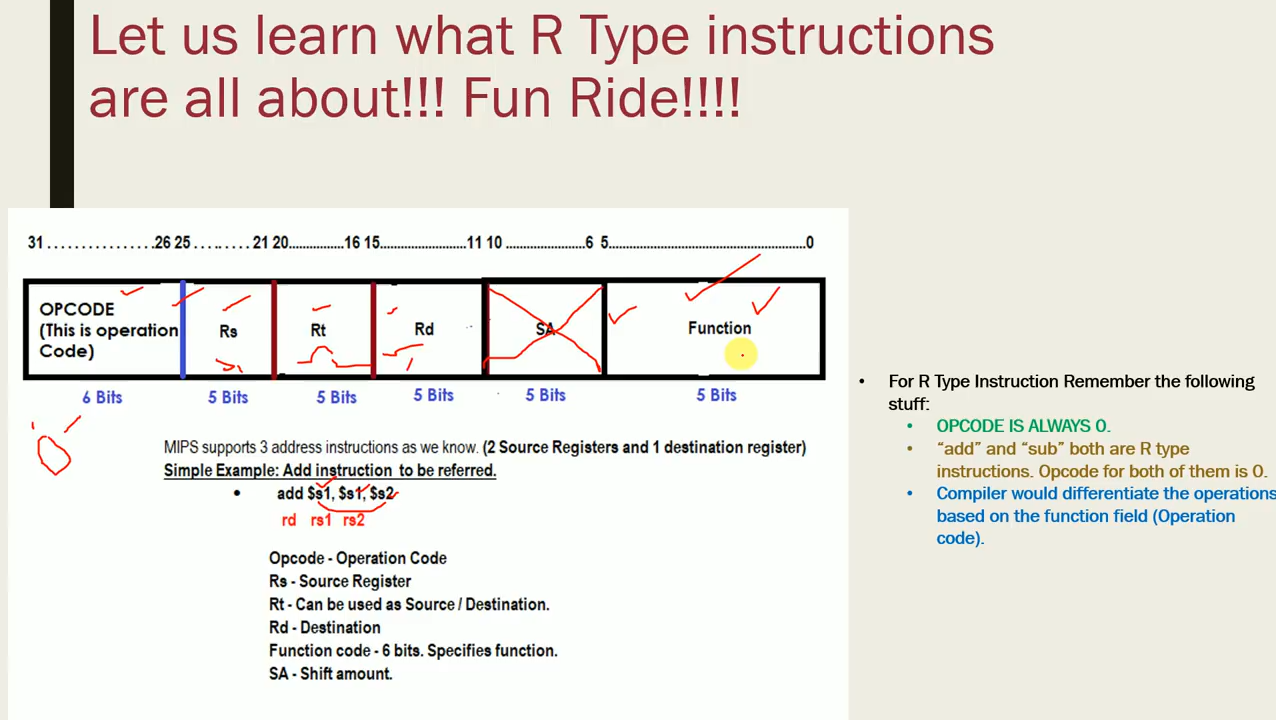 Let us learn what R Type instructions
are all about!!! Fun Ride!!!!
31 . . . . . . . . . . . . . . . .26 25 . . . . . . . . . 21 20................16 15......................11 10 .......................6 5.........................................................0
OPCODE
(This is operation
Code)
Rs
Rt
Rd
SA
Function
6 Bits
5 Bits
5 Bits
5 Bits
5 Bits
5 Bits
MIPS supports 3 address instructions as we know. (2 Source Registers and 1 destination register)
Simple Example: Add instruction to be referred.
• add $s1, $s1, $s2
rd rs1 rs2
Opcode - Operation Code
Rs - Source Register
Rt - Can be used as Source / Destination.
Rd - Destination
Function code - 6 bits. Specifies function.
SA - Shift amount.
• For R Type Instruction Remember the following
stuff:
• OPCODE IS ALWAYS 0.
• “add” and “sub” both are R type
instructions. Opcode for both of them is 0.
• Compiler would differentiate the operations
based on the function field (Operation
code).